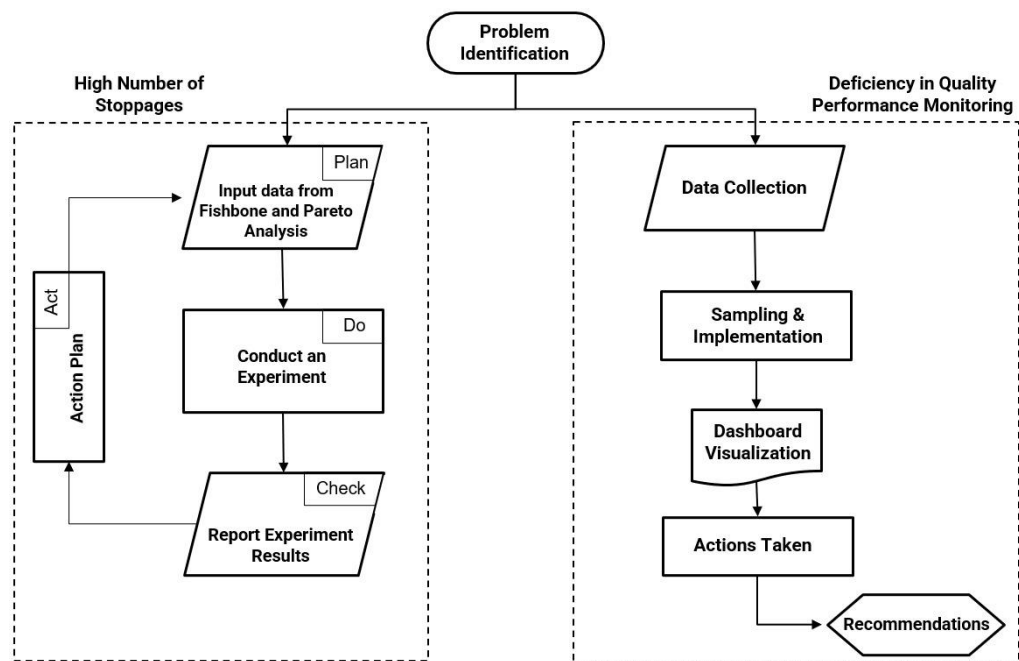 Problem
Identification
High Number of
Stoppages
Plan
Input data from
Fishbone and Pareto
Analysis
Do
Conduct an
Experiment
Check
Report Experiment
Results
Act
Action Plan
Deficiency in Quality
Performance Monitoring
Data Collection
Sampling &
Implementation
Dashboard
Visualization
Actions Taken
Recommendations